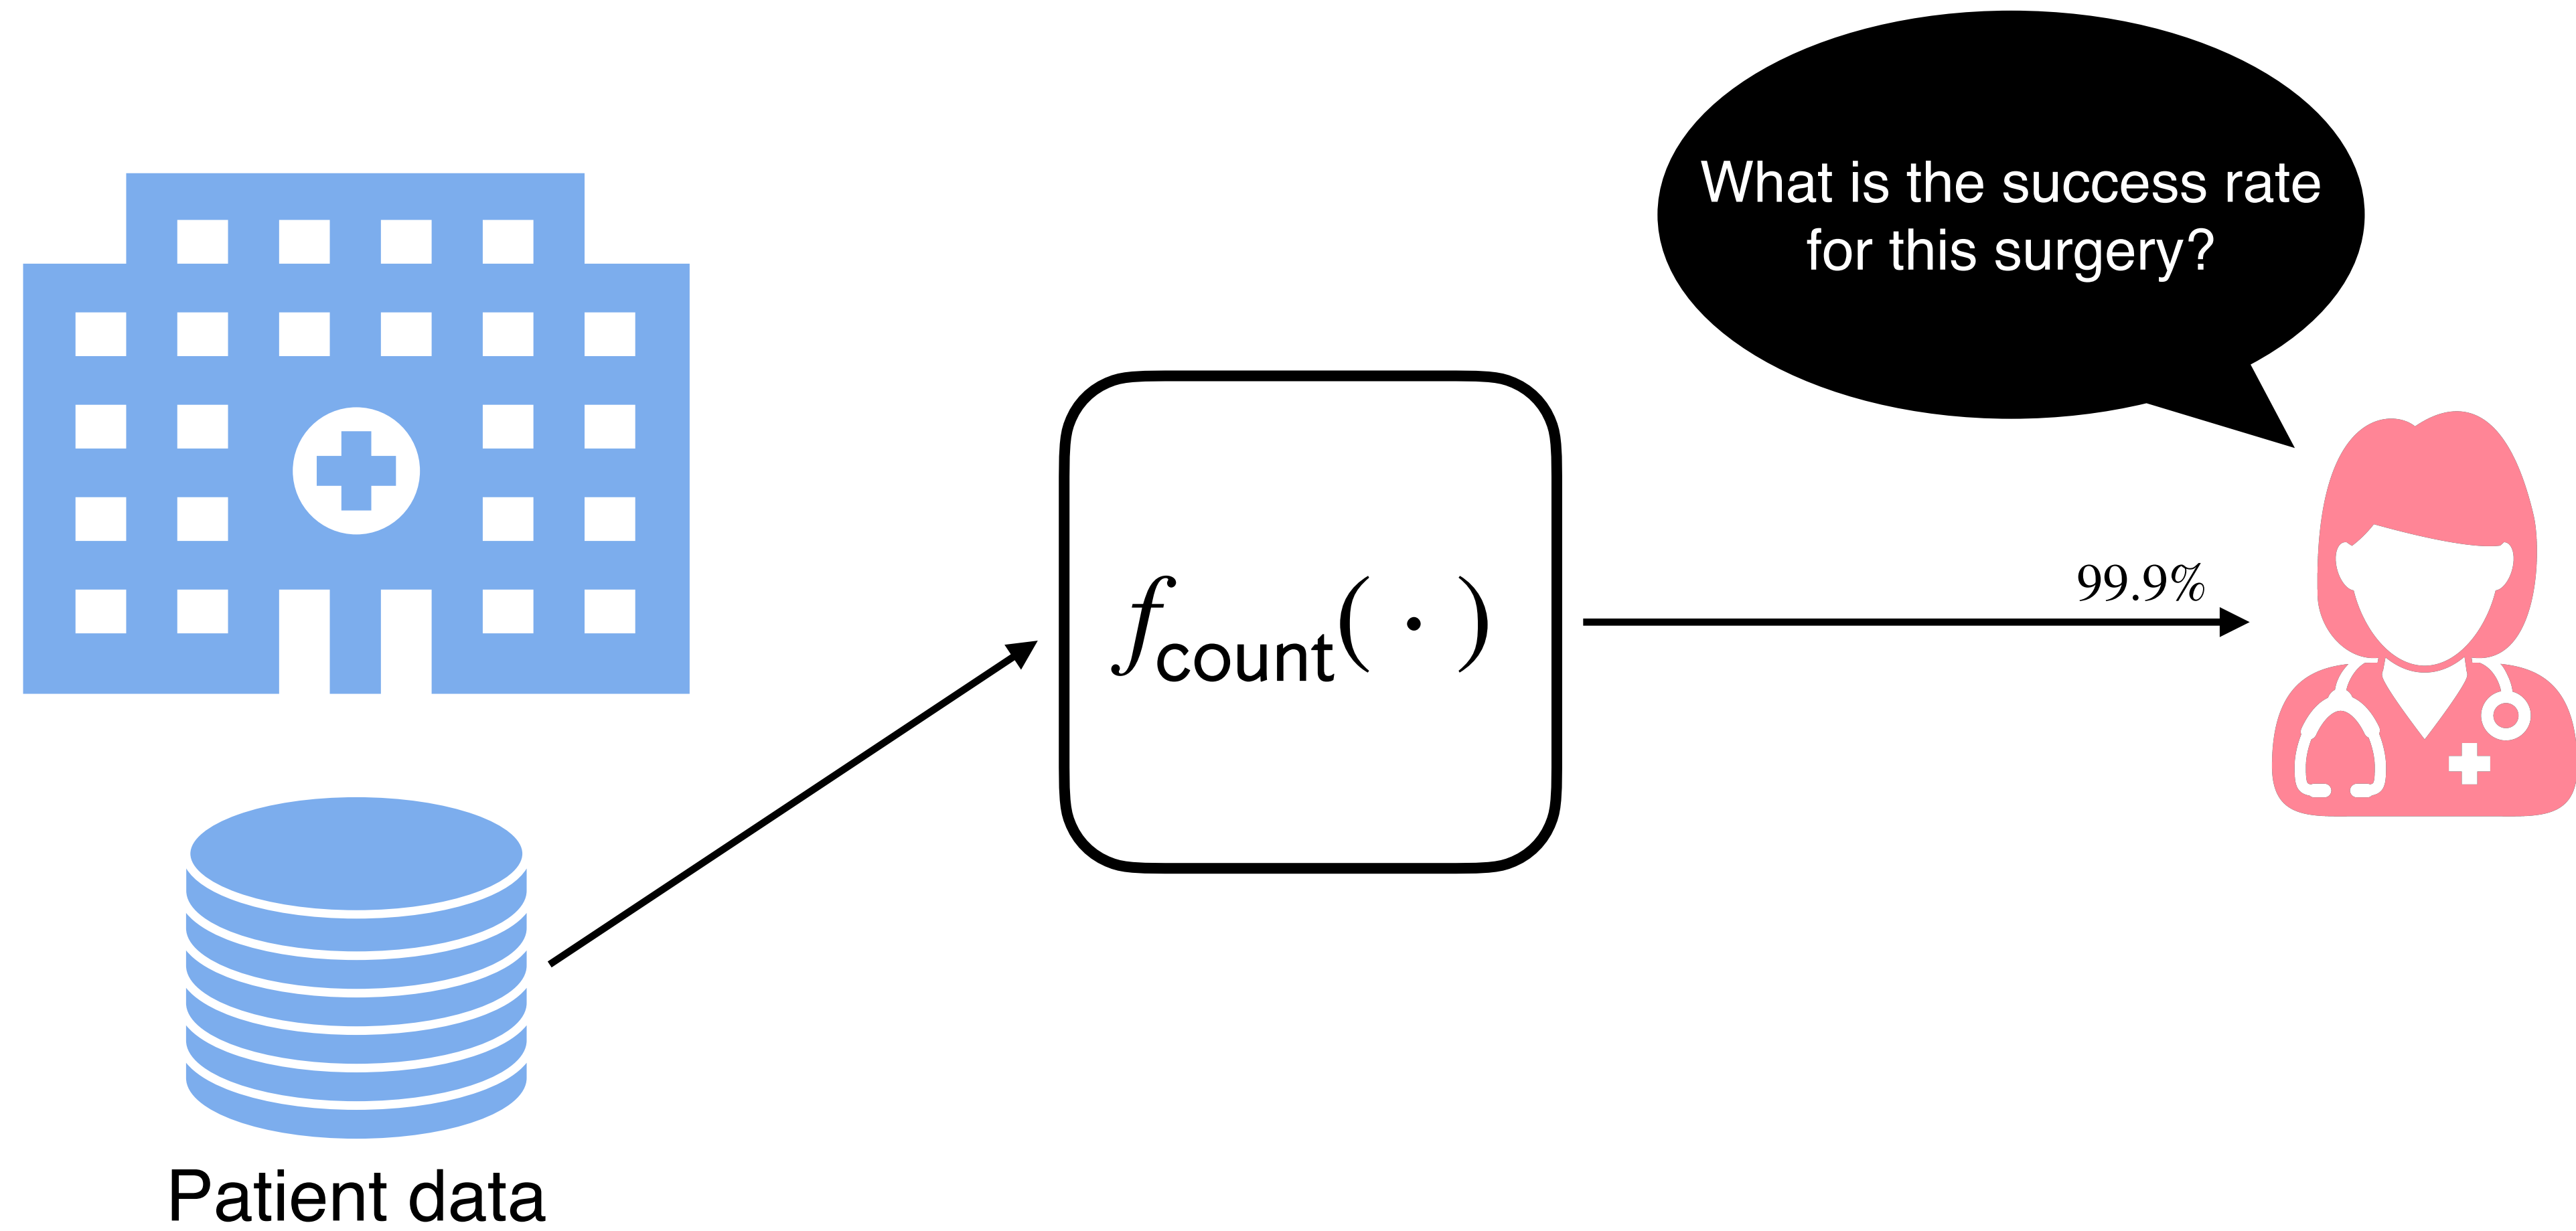 What is the success rate
for this surgery?
f_count( · )
99.9%
Patient data